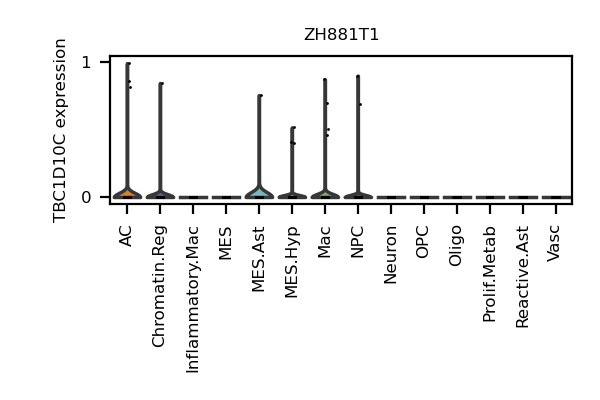 ZH881T1
TBC1D10C expression
1
0
AC
Chromatin.Reg
Inflammatory.Mac
MES
MES.Ast
MES.Hyp
Mac
NPC
Neuron
OPC
Oligo
Prolif.Metab
Reactive.Ast
Vasc